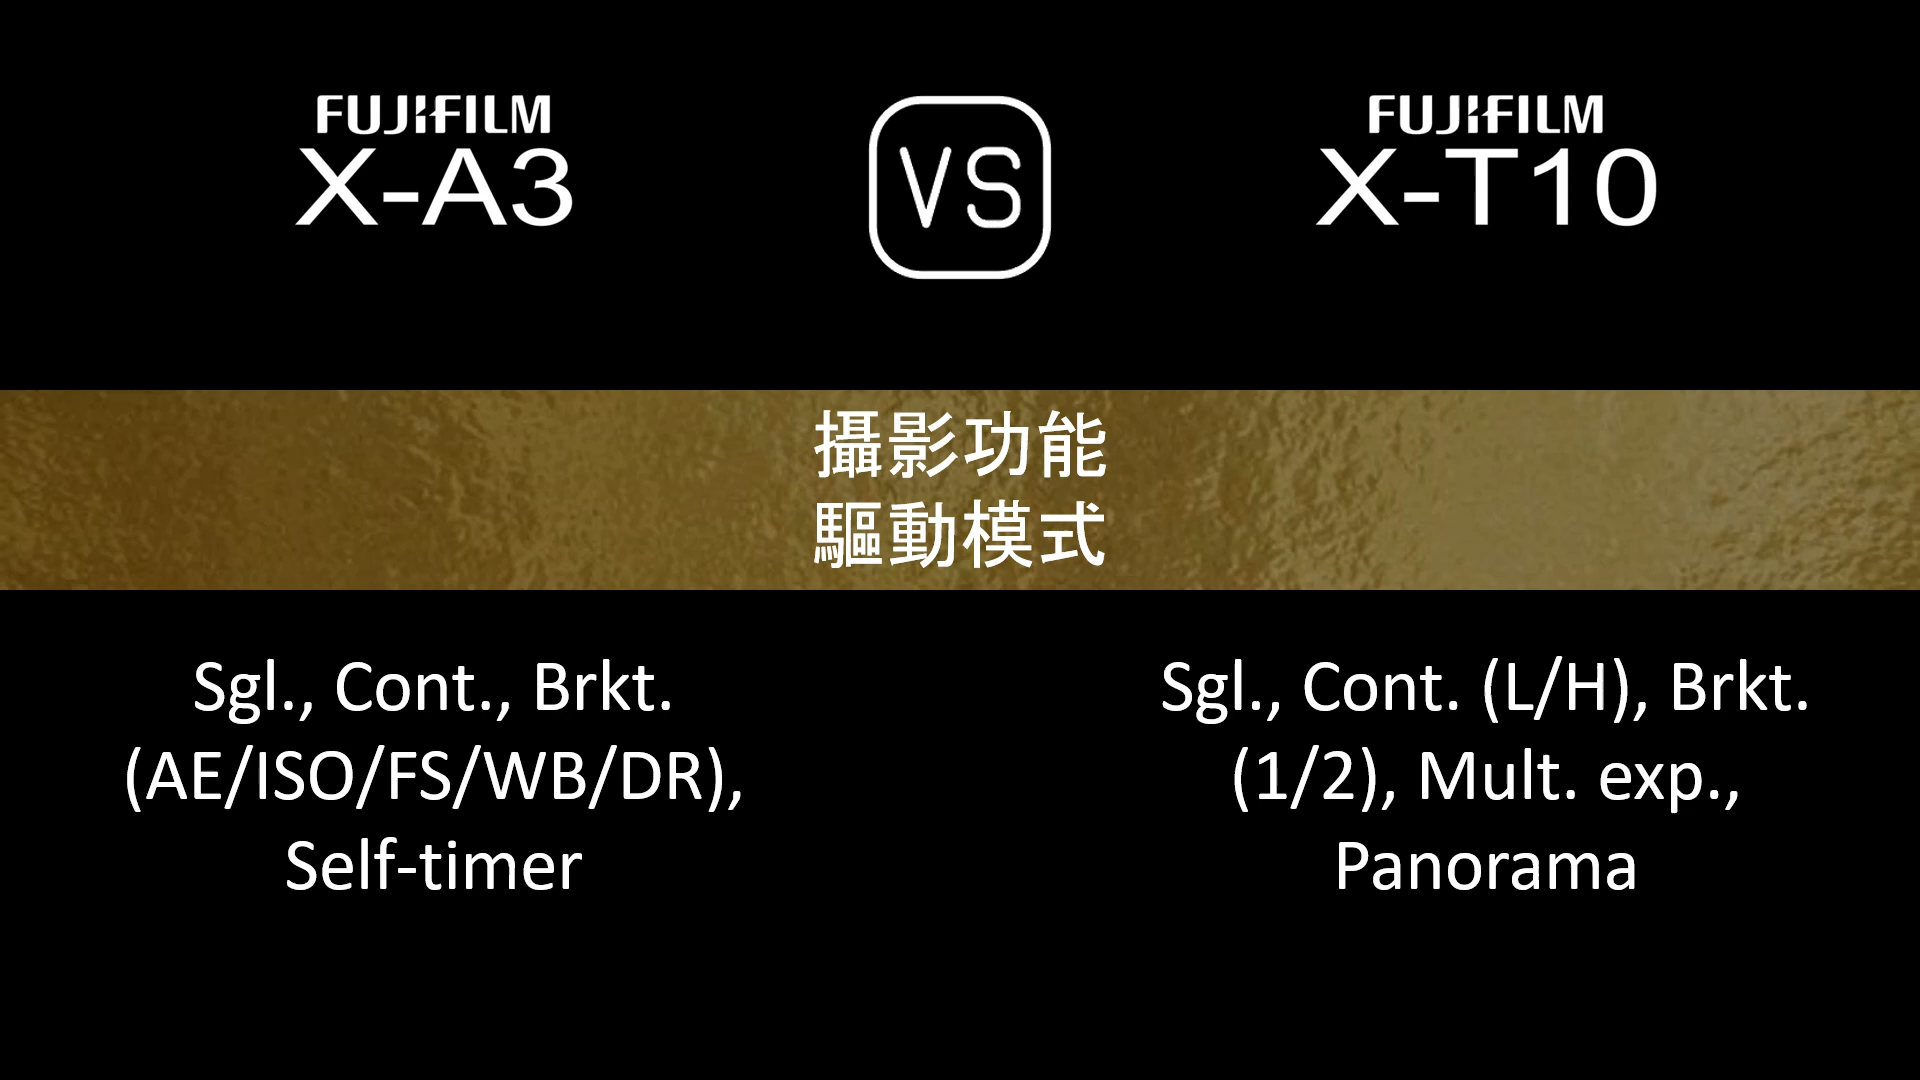 FUJIFILM
X-A3
VS
FUJIFILM
X-T10
攝影功能
驅動模式
Sgl., Cont., Brkt.
(AE/ISO/FS/WB/DR),
Self-timer
Sgl., Cont. (L/H), Brkt.
(1/2), Mult. exp.,
Panorama